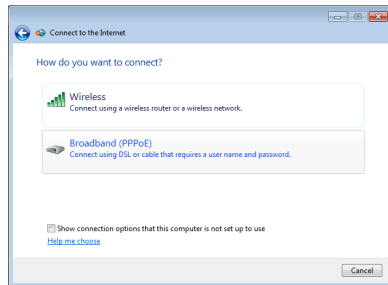 Connect to the Internet
How do you want to connect?
Wireless
Connect using a wireless router or a wireless network.
Broadband (PPPoE)
Connect using DSL or cable that requires a user name and password.
Show connection options that this computer is not set up to use
Help me choose
Cancel